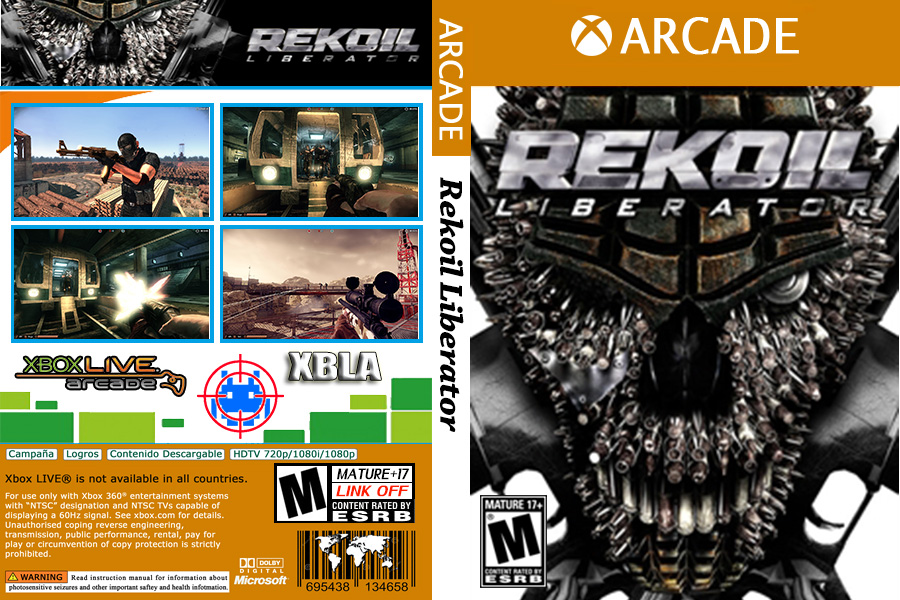 REKOIL
LIBERATOR
XBOX LIVE
arcade
XBLA
Campaña
Logros
Contenido Descargable
HDTV 720p/1080i/1080p
Xbox LIVE® is not available in all countries.
For use only with Xbox 360® entertainment systems
with "NTSC" designation and NTSC TVs capable of
displaying a 60Hz signal. See xbox.com for details.
Unauthorised coping reverse engineering,
transmission, public performance, rental, pay for
play or circumvention of copy protection is strictly
prohibited.
WARNING Read instruction manual for information about
photosensitive seizures and other important saftey and health infotmation.
M
MATURE+17
LINK OFF
CONTENT RATED BY
ESRB
DOLBY
DIGITAL
Microsoft
695438 134658
ARCADE
Rekoil Liberator
ARCADE
REKOIL
LIBERATOR
MATURE 17+
M
CONTENT RATED BY
ESRB